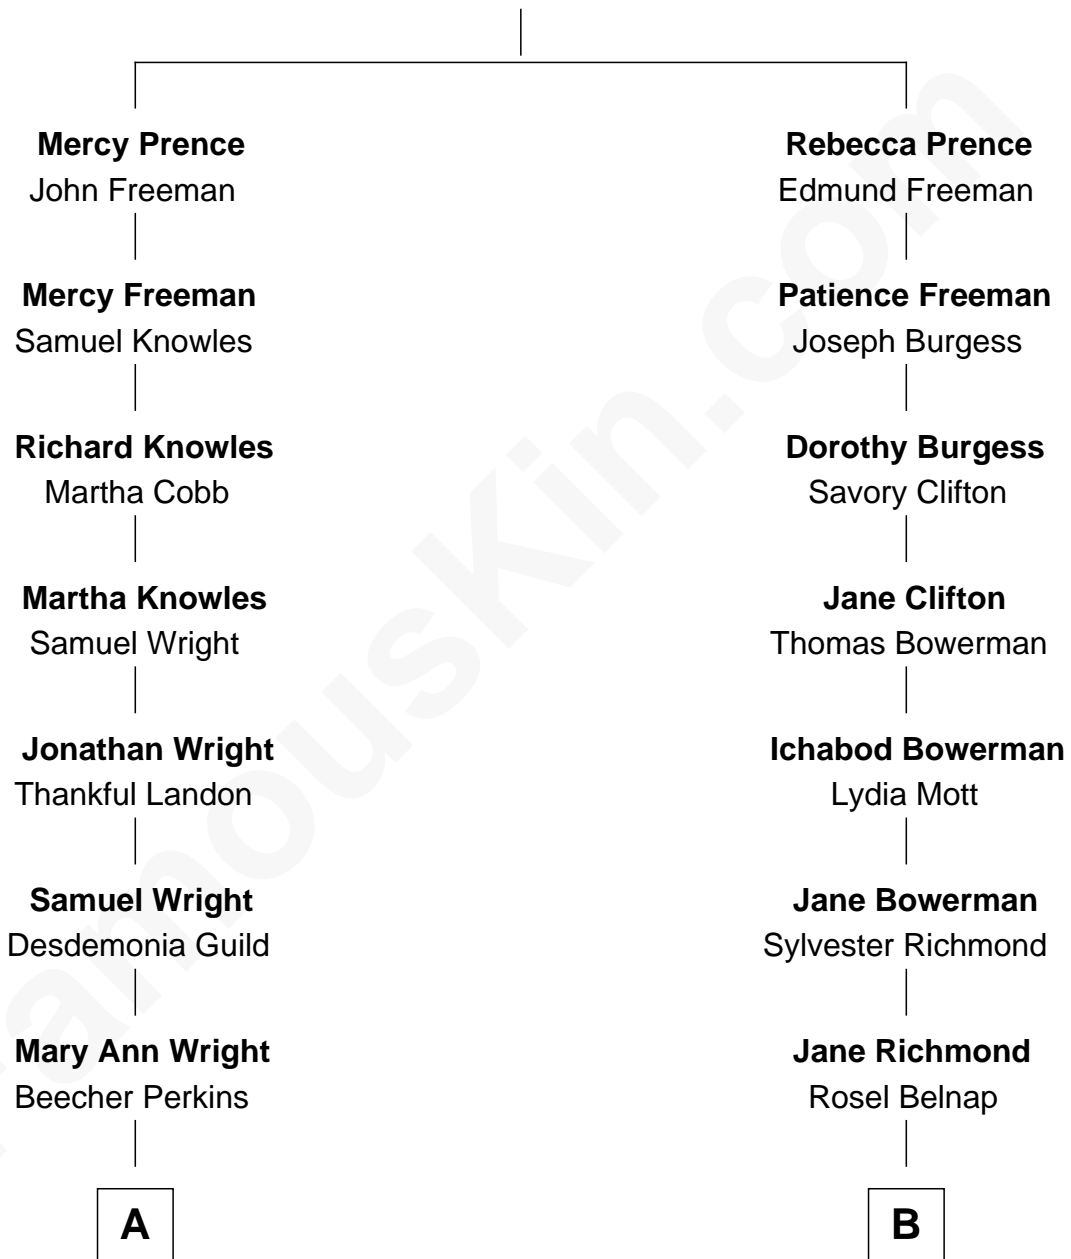 Mercy Prence
John Freeman
Mercy Freeman
Samuel Knowles
Richard Knowles
Martha Cobb
Martha Knowles
Samuel Wright
Jonathan Wright
Thankful Landon
Samuel Wright
Desdemonia Guild
Mary Ann Wright
Beecher Perkins
A
Rebecca Prence
Edmund Freeman
Patience Freeman
Joseph Burgess
Dorothy Burgess
Savory Clifton
Jane Clifton
Thomas Bowerman
Ichabod Bowerman
Lydia Mott
Jane Bowerman
Sylvester Richmond
Jane Richmond
Rosel Belnap
B
FamousKin.com